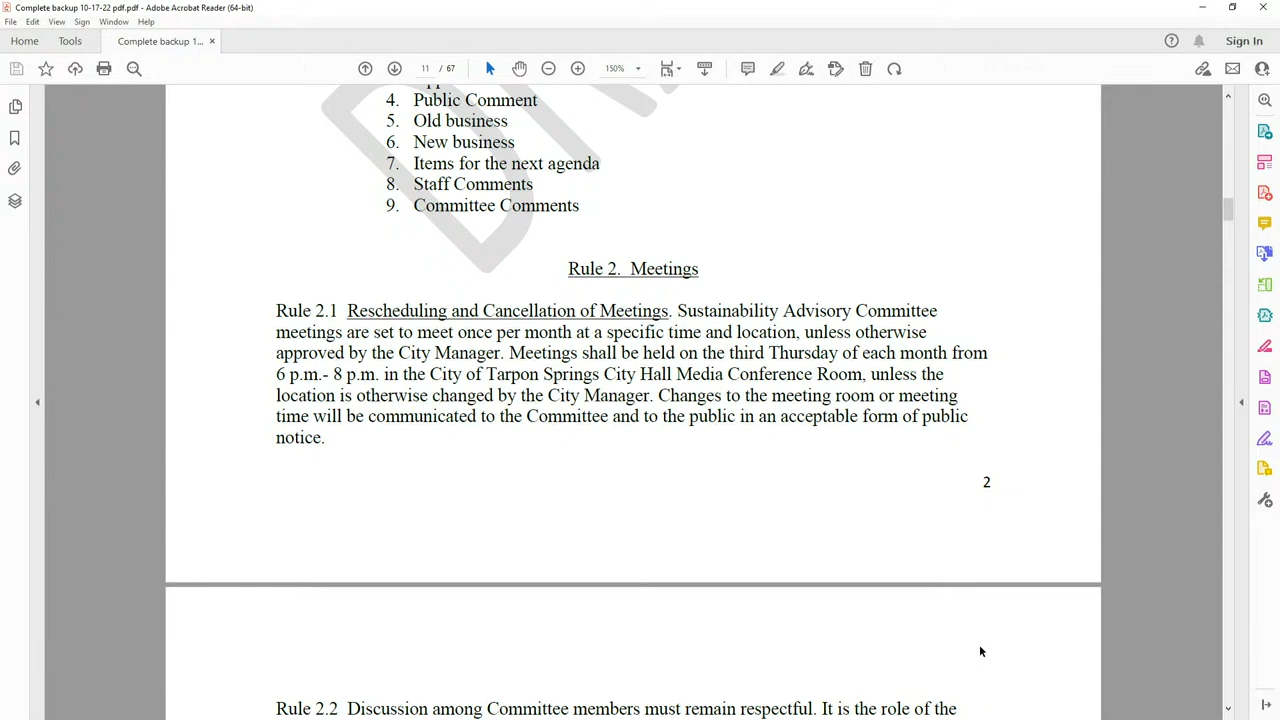 Complete backup 10-17-22 pdf.pdf - Adobe Acrobat Reader (64-bit)
File Edit View Sign Window Help
Home Tools Complete backup 1... × Sign In
11 / 67 150%
4. Public Comment
5. Old business
6. New business
7. Items for the next agenda
8. Staff Comments
9. Committee Comments
Rule 2. Meetings
Rule 2.1 Rescheduling and Cancellation of Meetings. Sustainability Advisory Committee
meetings are set to meet once per month at a specific time and location, unless otherwise
approved by the City Manager. Meetings shall be held on the third Thursday of each month from
6 p.m.- 8 p.m. in the City of Tarpon Springs City Hall Media Conference Room, unless the
location is otherwise changed by the City Manager. Changes to the meeting room or meeting
time will be communicated to the Committee and to the public in an acceptable form of public
notice.
2
Rule 2.2 Discussion among Committee members must remain respectful. It is the role of the